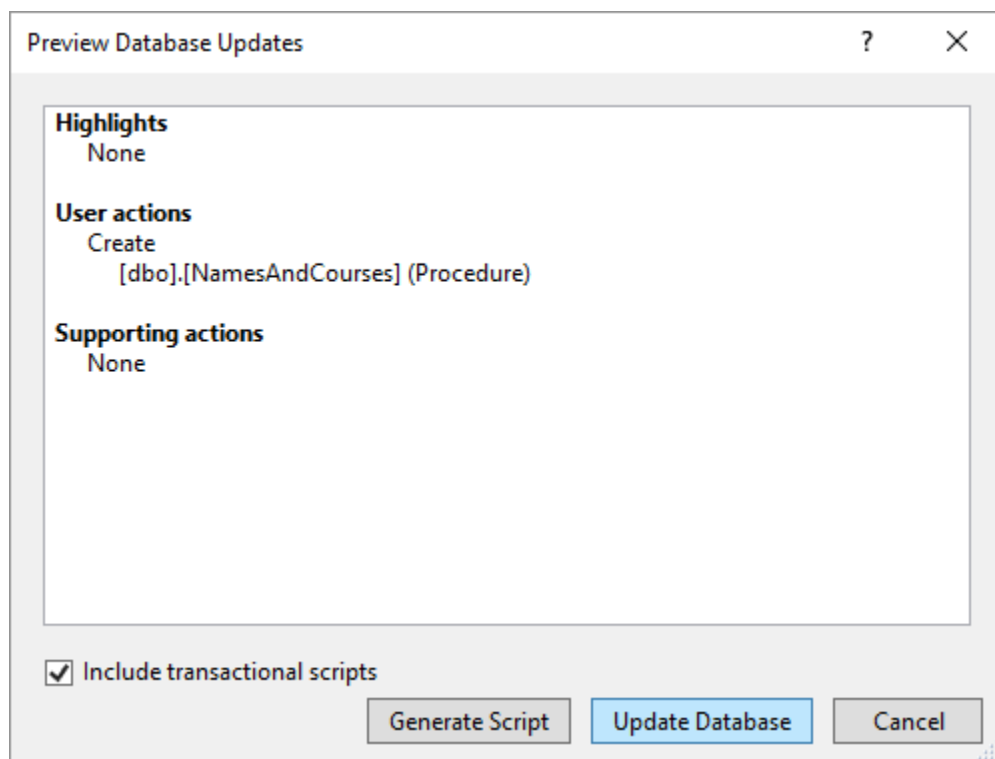 Preview Database Updates ?
Highlights
None
User actions
Create
[dbo].[NamesAndCourses] (Procedure)
Supporting actions
None
Include transactional scripts
Generate Script Update Database Cancel